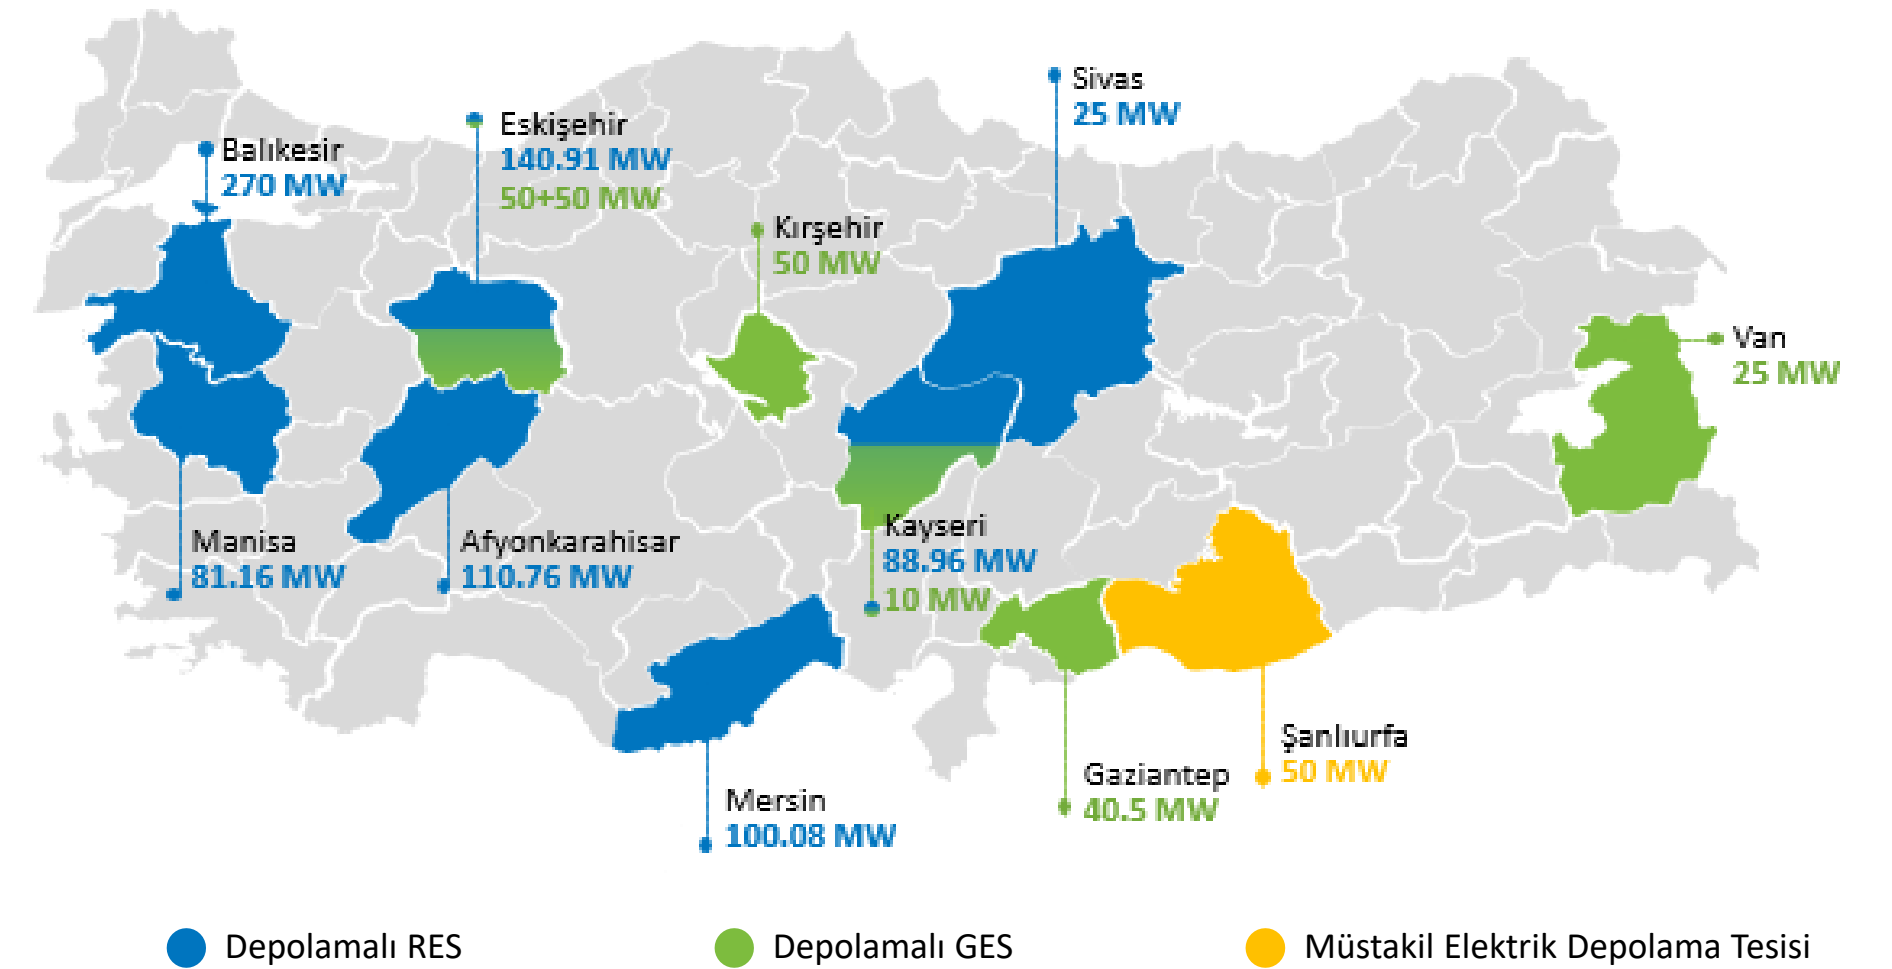 Sivas
25 MW
Eskişehir
140.91 MW
50+50 MW
Balıkesir
270 MW
Kırşehir
50 MW
Van
25 MW
Manisa
81.16 MW
Afyonkarahisar
110.76 MW
Kayseri
88.96 MW
10 MW
Şanlıurfa
50 MW
Gaziantep
40.5 MW
Mersin
100.08 MW
Depolamalı RES
Depolamalı GES
Müstakil Elektrik Depolama Tesisi